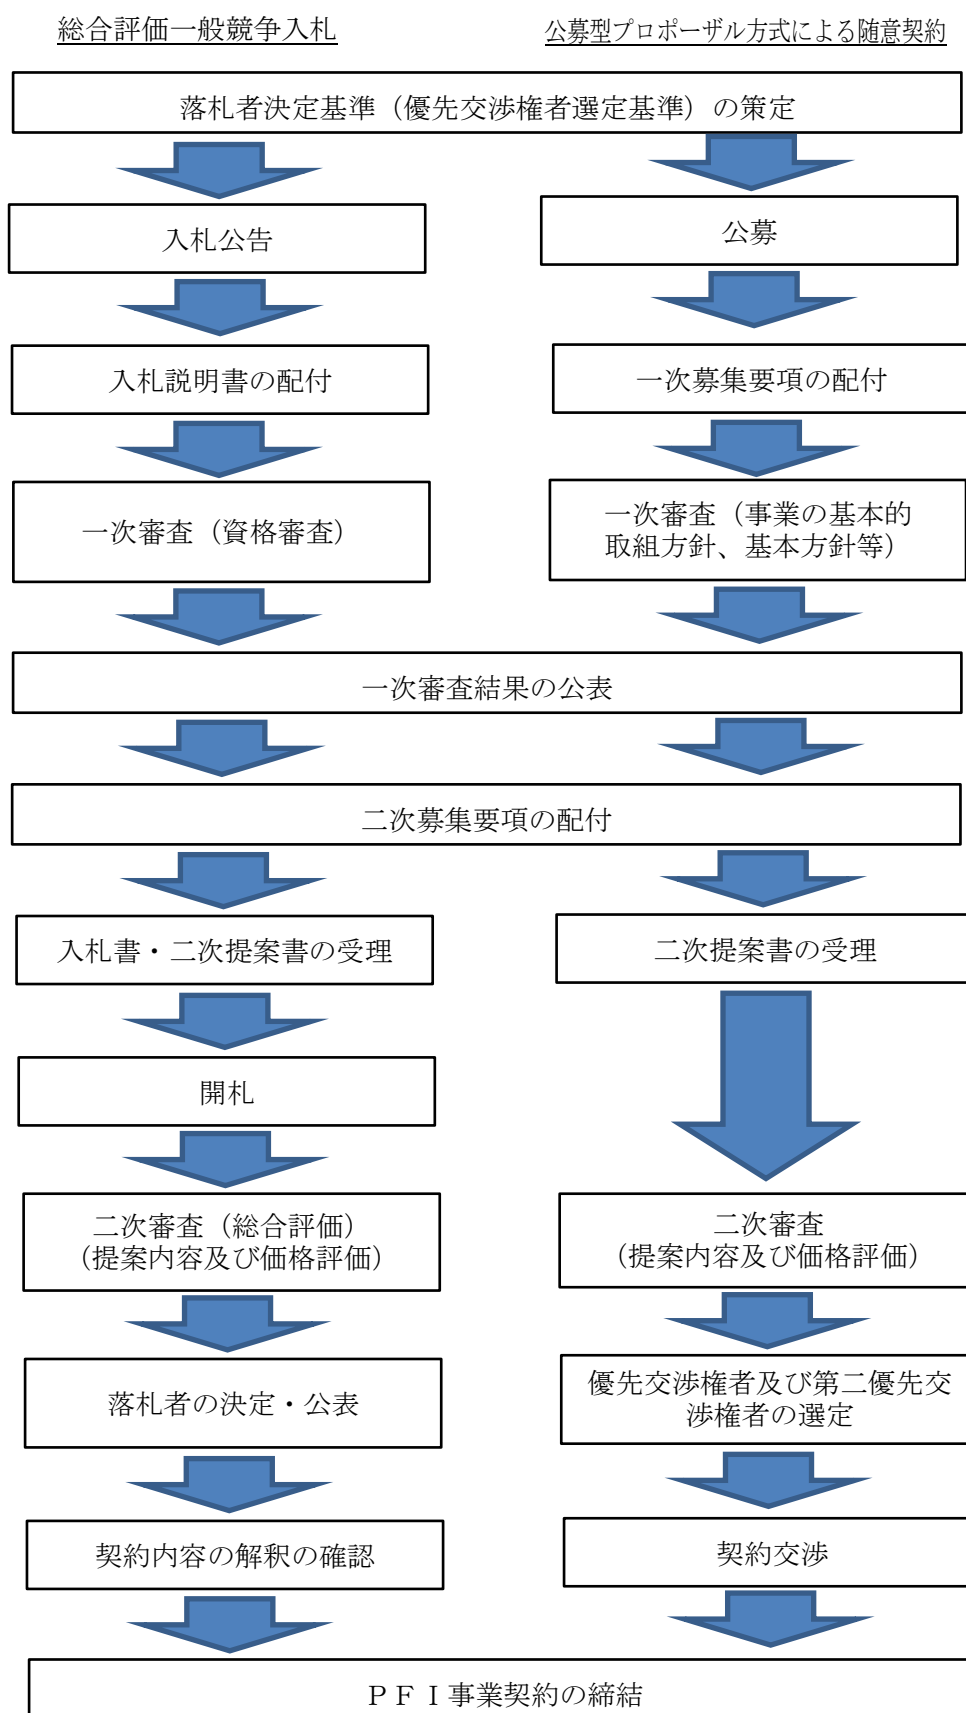 総合評価一般競争入札
公募型プロポーザル方式による随意契約
落札者決定基準（優先交渉権者選定基準）の策定
入札公告
公募
入札説明書の配付
一次募集要項の配付
一次審査（資格審査）
一次審査（事業の基本的
取組方針、基本方針等）
一次審査結果の公表
二次募集要項の配付
入札書・二次提案書の受理
二次提案書の受理
開札
二次審査（総合評価）
（提案内容及び価格評価）
二次審査
（提案内容及び価格評価）
落札者の決定・公表
優先交渉権者及び第二優先交
渉権者の選定
契約内容の解釈の確認
契約交渉
ＰＦＩ事業契約の締結